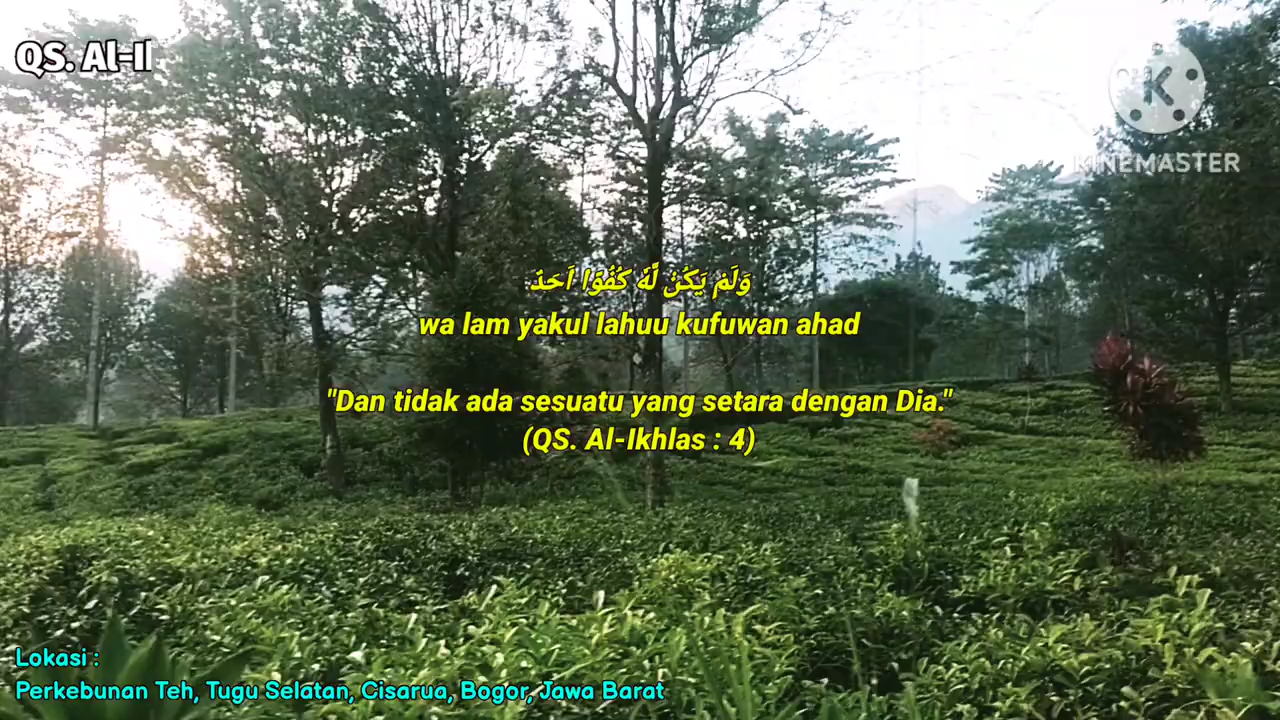 QS. Al-Il
K
KINEMASTER
وَلَمْ يَكُنْ لَّهٗ كُفُوًا اَحَدٌ
wa lam yakul lahuu kufuwan ahad
"Dan tidak ada sesuatu yang setara dengan Dia."
(QS. Al-Ikhlas : 4)
Lokasi :
Perkebunan Teh, Tugu Selatan, Cisarua, Bogor, Jawa Barat